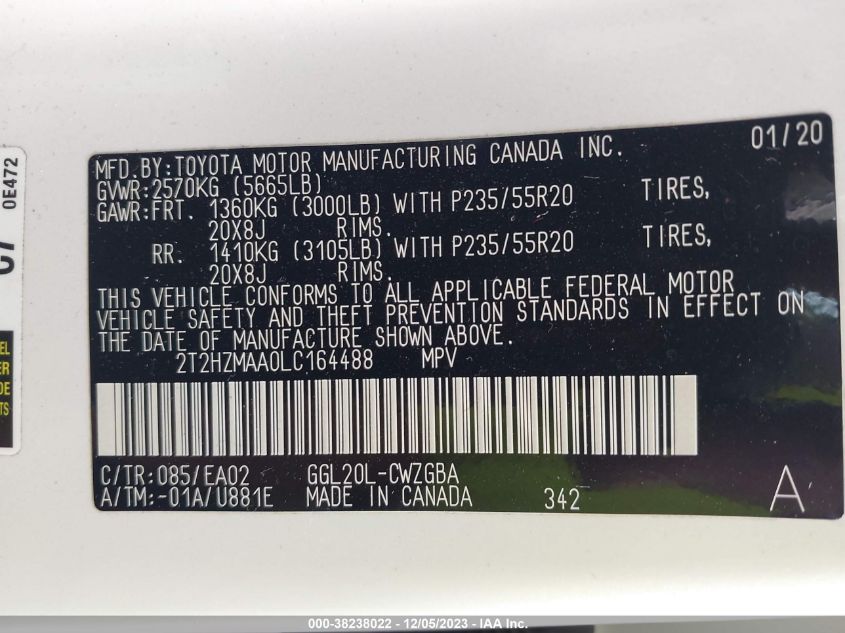 MFD.BY:TOYOTA MOTOR MANUFACTURING CANADA INC. 01/20
GVWR:2570KG (5665LB)
GAWR:FRT. 1360KG (3000LB) WITH P235/55R20 TIRES,
20X8J RIMS.
RR. 1410KG (3105LB) WITH P235/55R20 TIRES,
20X8J RIMS.
THIS VEHICLE CONFORMS TO ALL APPLICABLE FEDERAL MOTOR
VEHICLE SAFETY AND THEFT PREVENTION STANDARDS IN EFFECT ON
THE DATE OF MANUFACTURE SHOWN ABOVE.
2T2HZMAA0LC164488 MPV
C/TR:085/EA02 GGL20L-CWZGBA
A/TM:-01A/U881E MADE IN CANADA 342 A
0E472
000-38238022 - 12/05/2023 - IAA Inc.